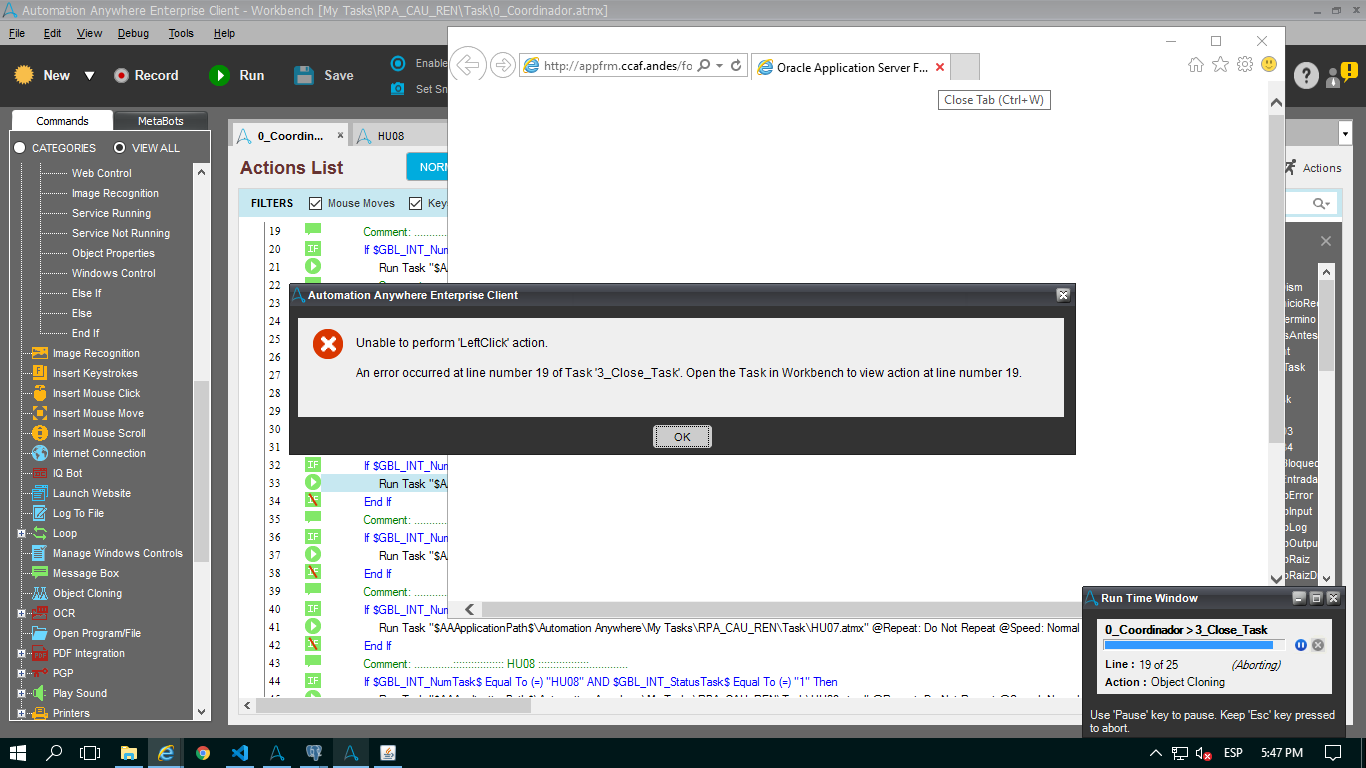 Automation Anywhere Enterprise Client - Workbench [My Tasks\RPA_CAU_REN\Task\0_Coordinador.atmx]
File Edit View Debug Tools Help
New Record Run Save
Enable
Set Sn
http://appfrm.ccaf.andes/fo
Oracle Application Server F...
Close Tab (Ctrl+W)
Commands MetaBots
CATEGORIES VIEW ALL
Web Control
Image Recognition
Service Running
Service Not Running
Object Properties
Windows Control
Else If
Else
End If
Image Recognition
Insert Keystrokes
Insert Mouse Click
Insert Mouse Move
Insert Mouse Scroll
Internet Connection
IQ Bot
Launch Website
Log To File
Loop
Manage Windows Controls
Message Box
Object Cloning
OCR
Open Program/File
PDF Integration
PGP
Play Sound
Printers
0_Coordin... HU08
Actions List
NORM
Actions
FILTERS Mouse Moves Key
19 Comment: ............
20 If $GBL_INT_Num
21 Run Task "$AA
22
23
24
25
26
27
28
29
30
31
32 If $GBL_INT_Num
33 Run Task "$AA
34 End If
35 Comment: ............
36 If $GBL_INT_Num
37 Run Task "$AA
38 End If
39 Comment: ............
40 If $GBL_INT_Num
41 Run Task "$AAApplicationPath$\Automation Anywhere\My Tasks\RPA_CAU_REN\Task\HU07.atmx" @Repeat: Do Not Repeat @Speed: Normal
42 End If
43 Comment: .............::::::::::::::::: HU08 :::::::::::::::::.............
44 If $GBL_INT_NumTask$ Equal To (=) "HU08" AND $GBL_INT_StatusTask$ Equal To (=) "1" Then
Automation Anywhere Enterprise Client
Unable to perform 'LeftClick' action.
An error occurred at line number 19 of Task '3_Close_Task'. Open the Task in Workbench to view action at line number 19.
OK
ism
nicioRec
ermino
sAntes
t
Task
sk
03
34
Bloqued
Entrada
oError
oInput
oLog
oOutpu
oRaiz
oRaizD
Run Time Window
0_Coordinador > 3_Close_Task
Line : 19 of 25 (Aborting)
Action : Object Cloning
Use 'Pause' key to pause. Keep 'Esc' key pressed
to abort.
ESP 5:47 PM